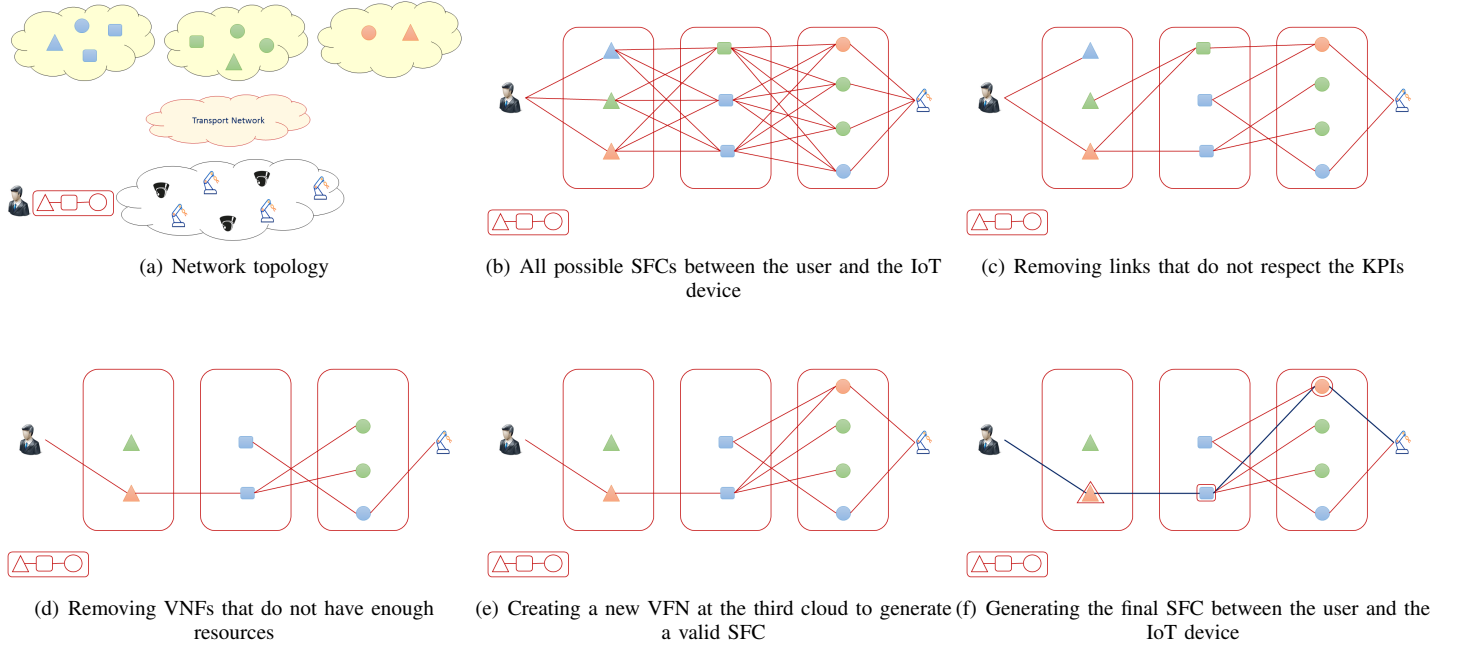 Transport Network
(a) Network topology
(b) All possible SFCs between the user and the IoT
device
(c) Removing links that do not respect the KPIs
(d) Removing VNFs that do not have enough
resources
(e) Creating a new VFN at the third cloud to generate
a valid SFC
(f) Generating the final SFC between the user and the
IoT device